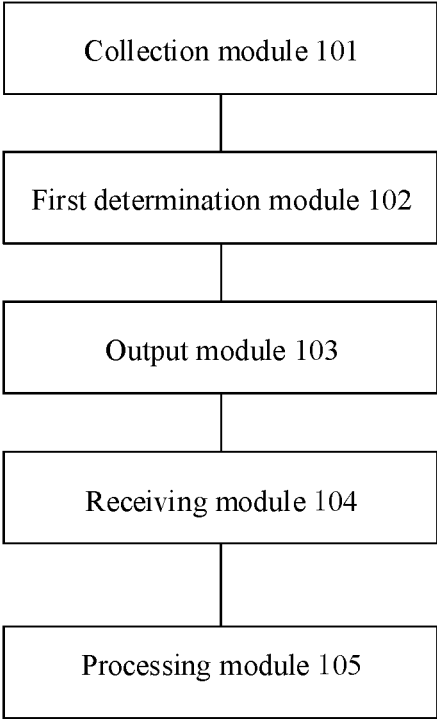 Collection module 101
First determination module 102
Output module 103
Receiving module 104
Processing module 105